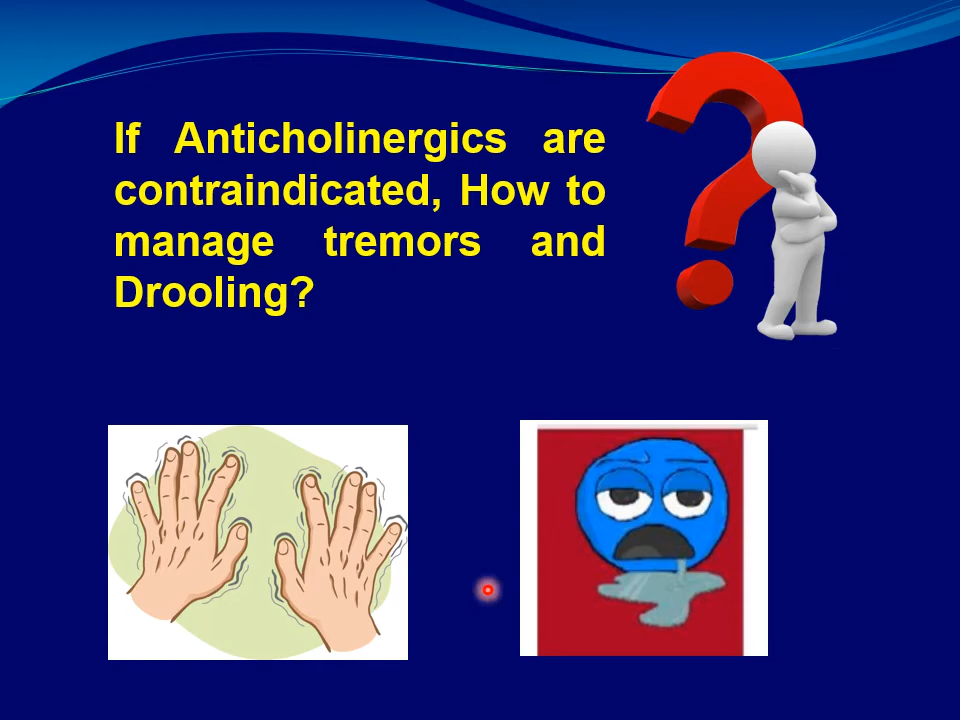 If Anticholinergics are
contraindicated, How to
manage tremors and
Drooling?